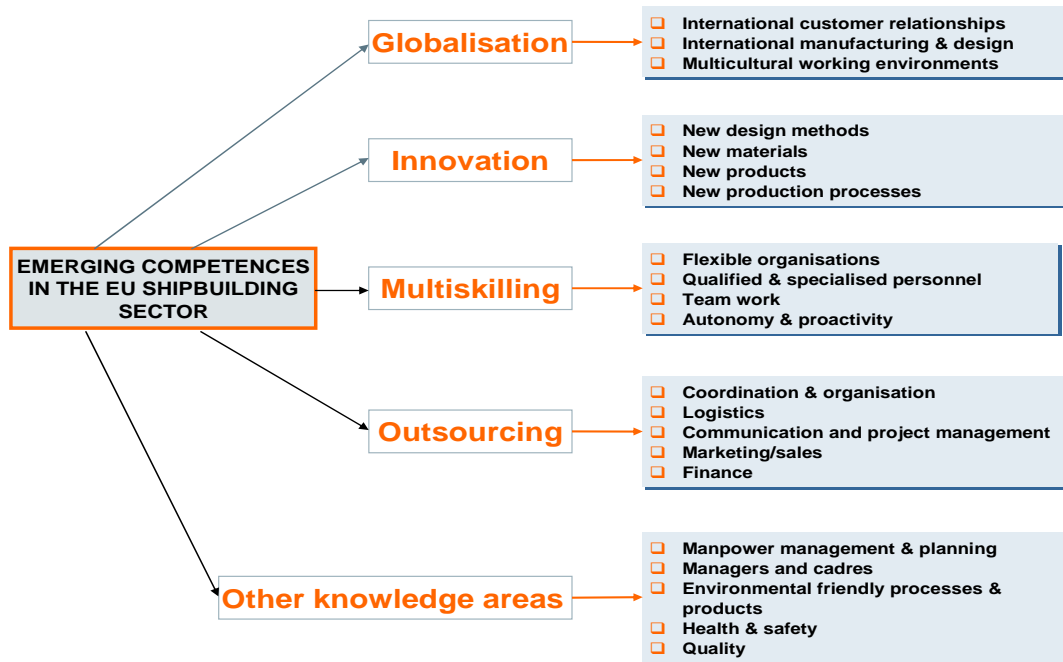 Globalisation
International customer relationships
International manufacturing & design
Multicultural working environments
Innovation
New design methods
New materials
New products
New production processes
EMERGING COMPETENCES
IN THE EU SHIPBUILDING
SECTOR
Multiskilling
Flexible organisations
Qualified & specialised personnel
Team work
Autonomy & proactivity
Outsourcing
Coordination & organisation
Logistics
Communication and project management
Marketing/sales
Finance
Other knowledge areas
Manpower management & planning
Managers and cadres
Environmental friendly processes &
products
Health & safety
Quality